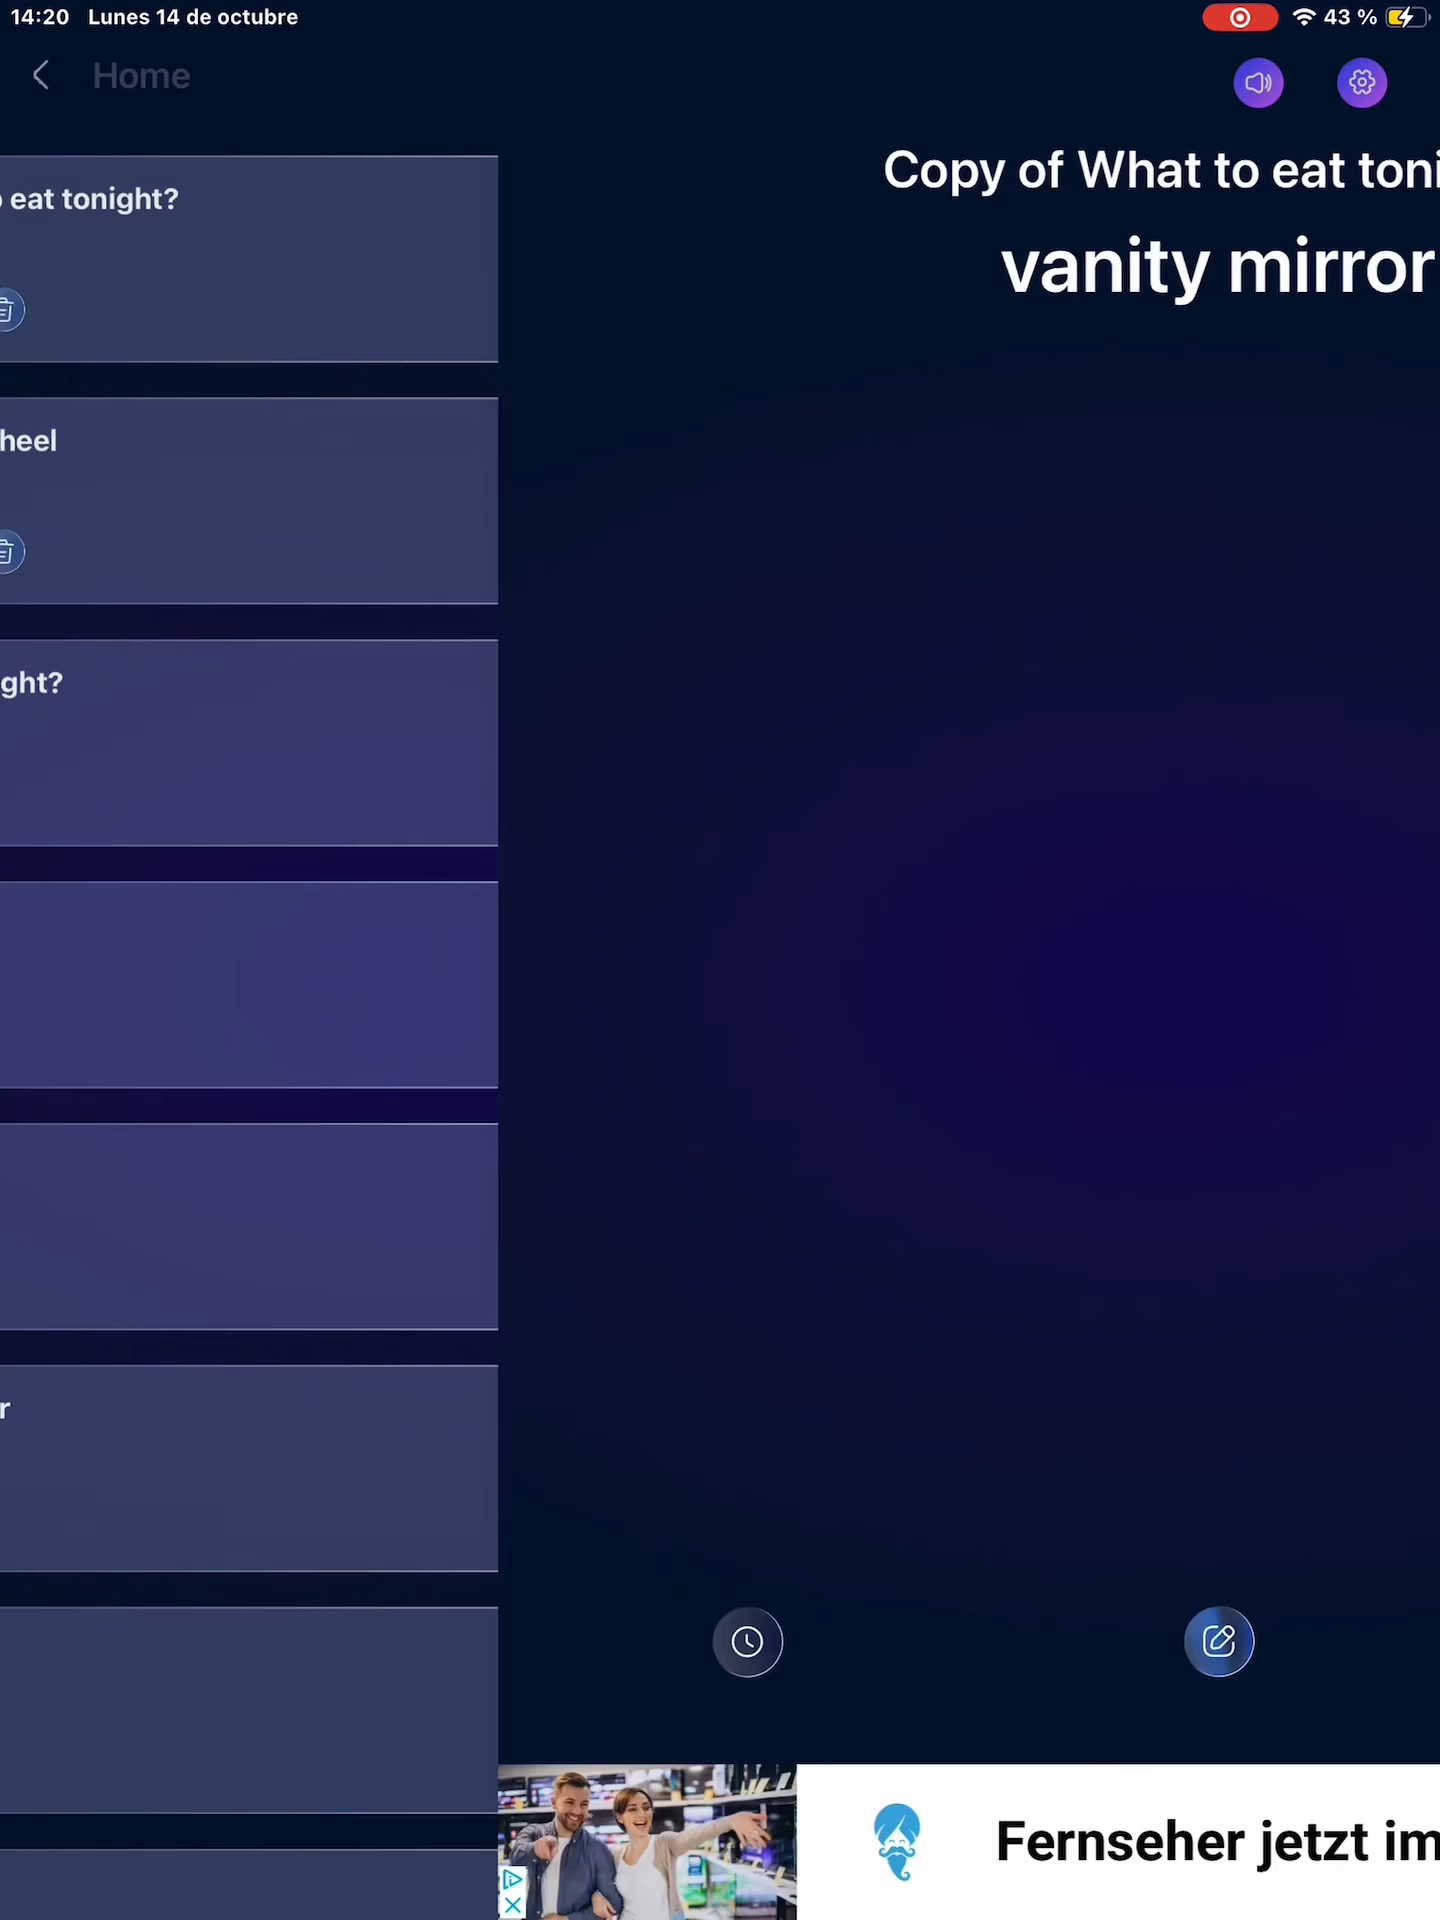 14:20 Lunes 14 de octubre
43 %
Home
eat tonight?
heel
ght?
r
Copy of What to eat toni
vanity mirror
Fernseher jetzt im